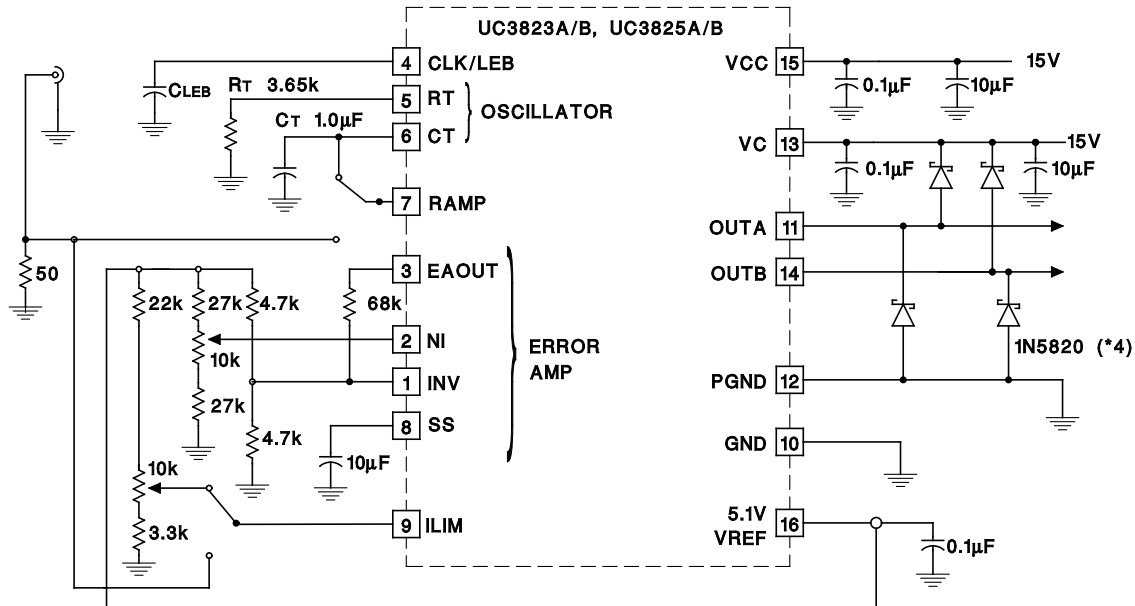 UC3823A/B, UC3825A/B
4 CLK/LEB
CLEB
RT 3.65k
5 RT
OSCILLATOR
CT 1.0μF
6 CT
7 RAMP
50
3 EAOUT
22k
27k
4.7k
68k
2 NI
10k
ERROR
AMP
1 INV
27k
8 SS
4.7k
10μF
10k
3.3k
9 ILIM
VCC 15
15V
0.1μF
10μF
VC 13
15V
0.1μF
10μF
OUTA 11
OUTB 14
1N5820 (*4)
PGND 12
GND 10
5.1V
VREF 16
0.1μF